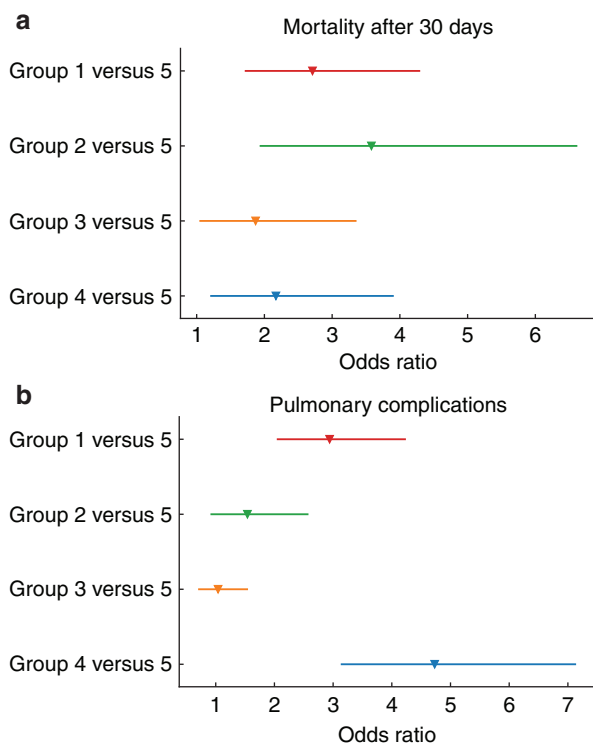 a
Mortality after 30 days
Group 1 versus 5
Group 2 versus 5
Group 3 versus 5
Group 4 versus 5
1 2 3 4 5 6
Odds ratio
b
Pulmonary complications
Group 1 versus 5
Group 2 versus 5
Group 3 versus 5
Group 4 versus 5
1 2 3 4 5 6 7
Odds ratio